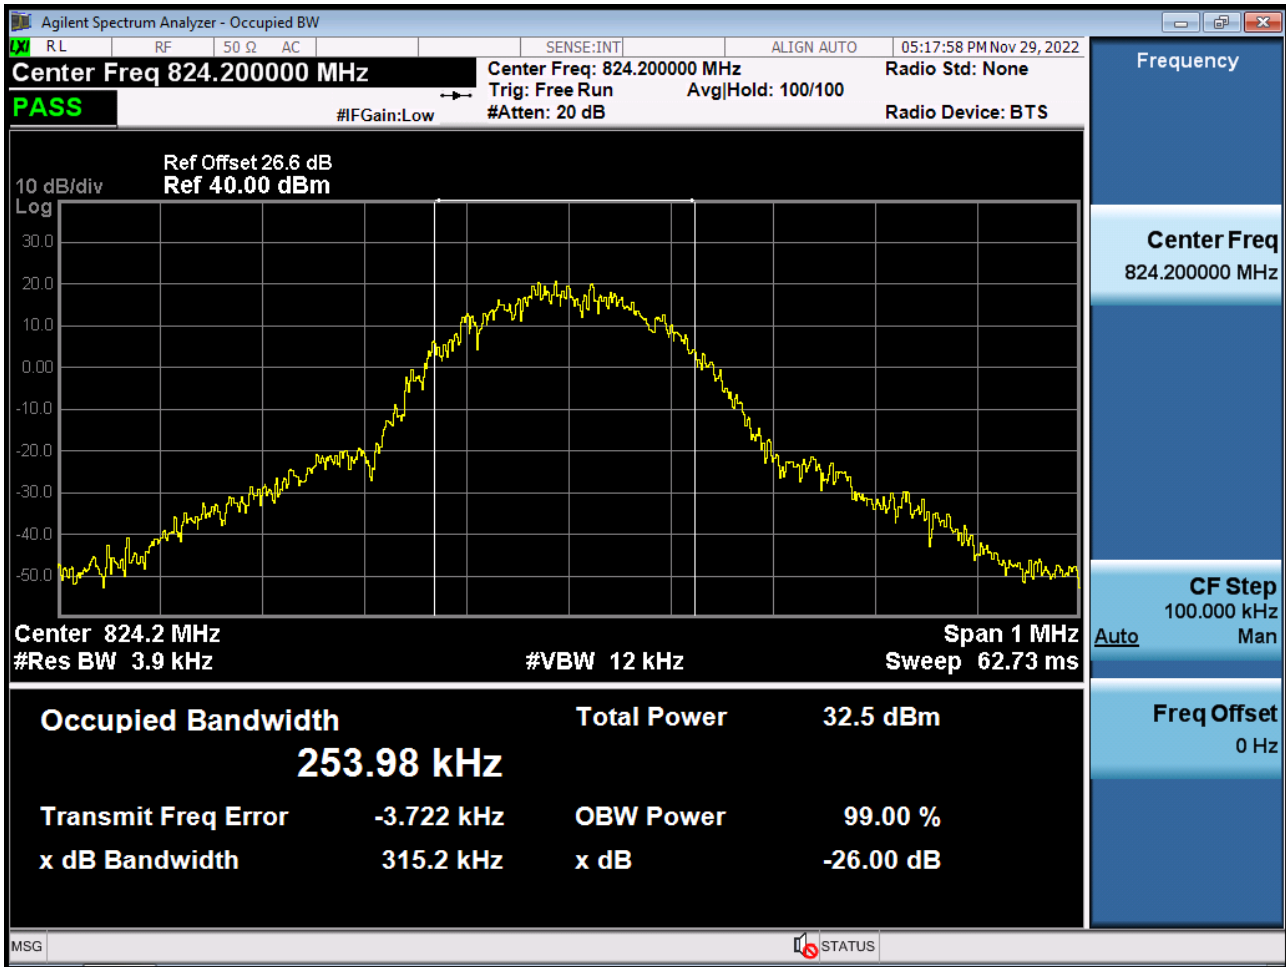 Agilent Spectrum Analyzer - Occupied BW
LXI RL RF 50 Ω AC SENSE:INT ALIGN AUTO 05:17:58 PM Nov 29, 2022
Center Freq 824.200000 MHz
PASS
#IFGain:Low
Center Freq: 824.200000 MHz
Trig: Free Run Avg|Hold: 100/100
#Atten: 20 dB
Radio Std: None
Radio Device: BTS
Frequency
Ref Offset 26.6 dB
10 dB/div Ref 40.00 dBm
Log
30.0
20.0
10.0
0.00
-10.0
-20.0
-30.0
-40.0
-50.0
Center 824.2 MHz Span 1 MHz
#Res BW 3.9 kHz #VBW 12 kHz Sweep 62.73 ms
Occupied Bandwidth
253.98 kHz
Total Power 32.5 dBm
Transmit Freq Error -3.722 kHz OBW Power 99.00 %
x dB Bandwidth 315.2 kHz x dB -26.00 dB
Center Freq
824.200000 MHz
CF Step
100.000 kHz
Auto Man
Freq Offset
0 Hz
MSG STATUS